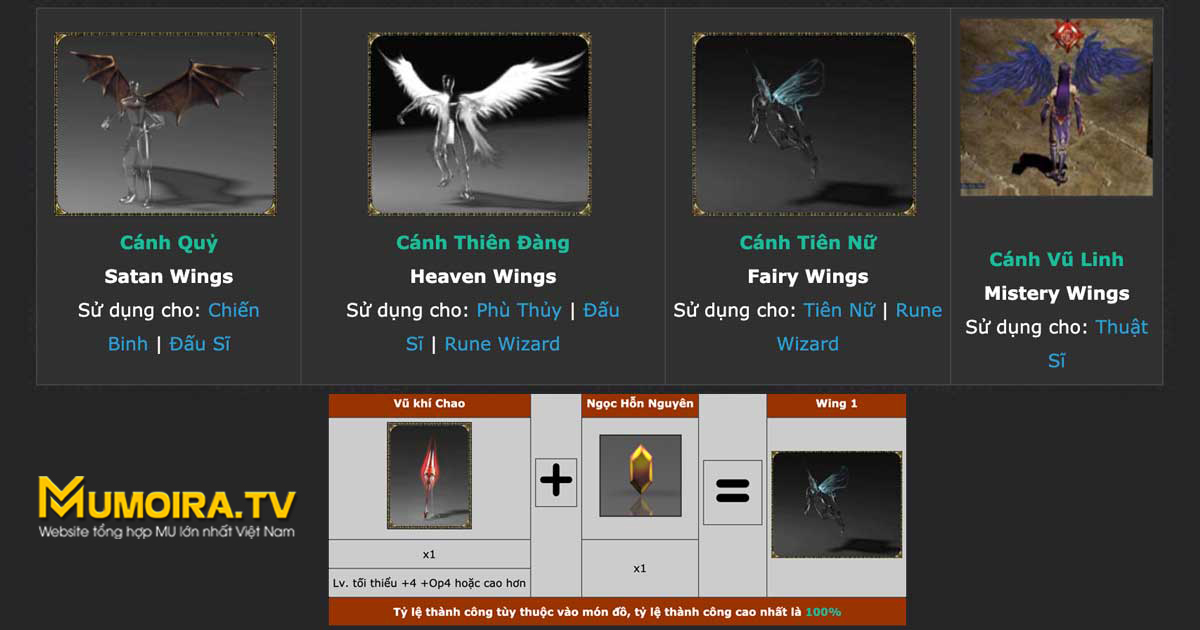 Cánh Quỷ
Satan Wings
Sử dụng cho: Chiến
Binh | Đấu Sĩ
Cánh Thiên Đàng
Heaven Wings
Sử dụng cho: Phù Thủy | Đấu
Sĩ | Rune Wizard
Cánh Tiên Nữ
Fairy Wings
Sử dụng cho: Tiên Nữ | Rune
Wizard
Cánh Vũ Linh
Mistery Wings
Sử dụng cho: Thuật
Sĩ
Vũ khí Chao
x1
Lv. tối thiểu +4 +Op4 hoặc cao hơn
+
Ngọc Hỗn Nguyên
x1
=
Wing 1
Tỷ lệ thành công tùy thuộc vào món đồ, tỷ lệ thành công cao nhất là 100%
MUMOIRA.TV
Website tổng hợp MU lớn nhất Việt Nam